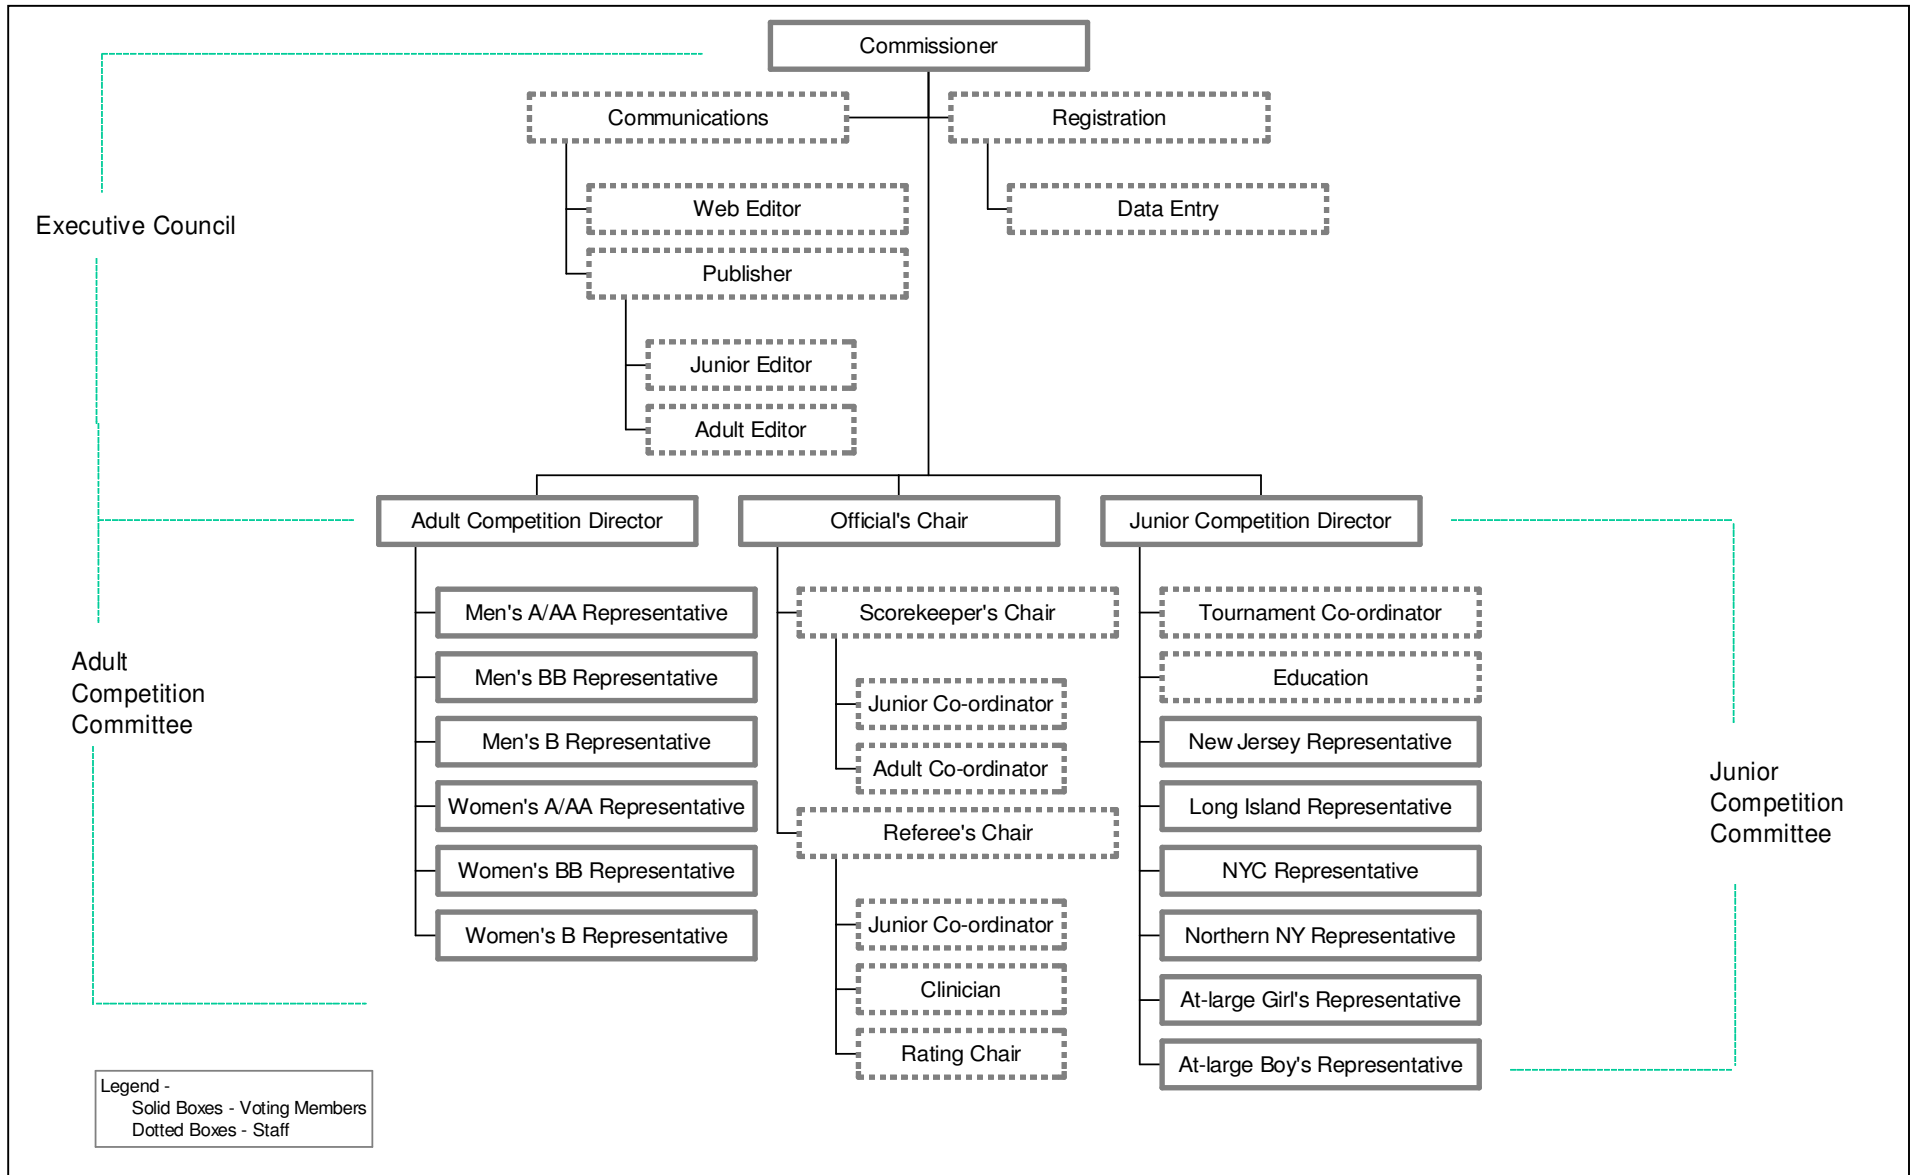 Commissioner
Communications
Registration
Web Editor
Data Entry
Executive Council
Publisher
Junior Editor
Adult Editor
Adult Competition Director
Official's Chair
Junior Competition Director
Men's A/AA Representative
Men's BB Representative
Men's B Representative
Women's A/AA Representative
Women's BB Representative
Women's B Representative
Scorekeeper's Chair
Junior Co-ordinator
Adult Co-ordinator
Referee's Chair
Junior Co-ordinator
Clinician
Rating Chair
Tournament Co-ordinator
Education
New Jersey Representative
Long Island Representative
NYC Representative
Northern NY Representative
At-large Girl's Representative
At-large Boy's Representative
Adult
Competition
Committee
Junior
Competition
Committee
Legend -
Solid Boxes - Voting Members
Dotted Boxes - Staff